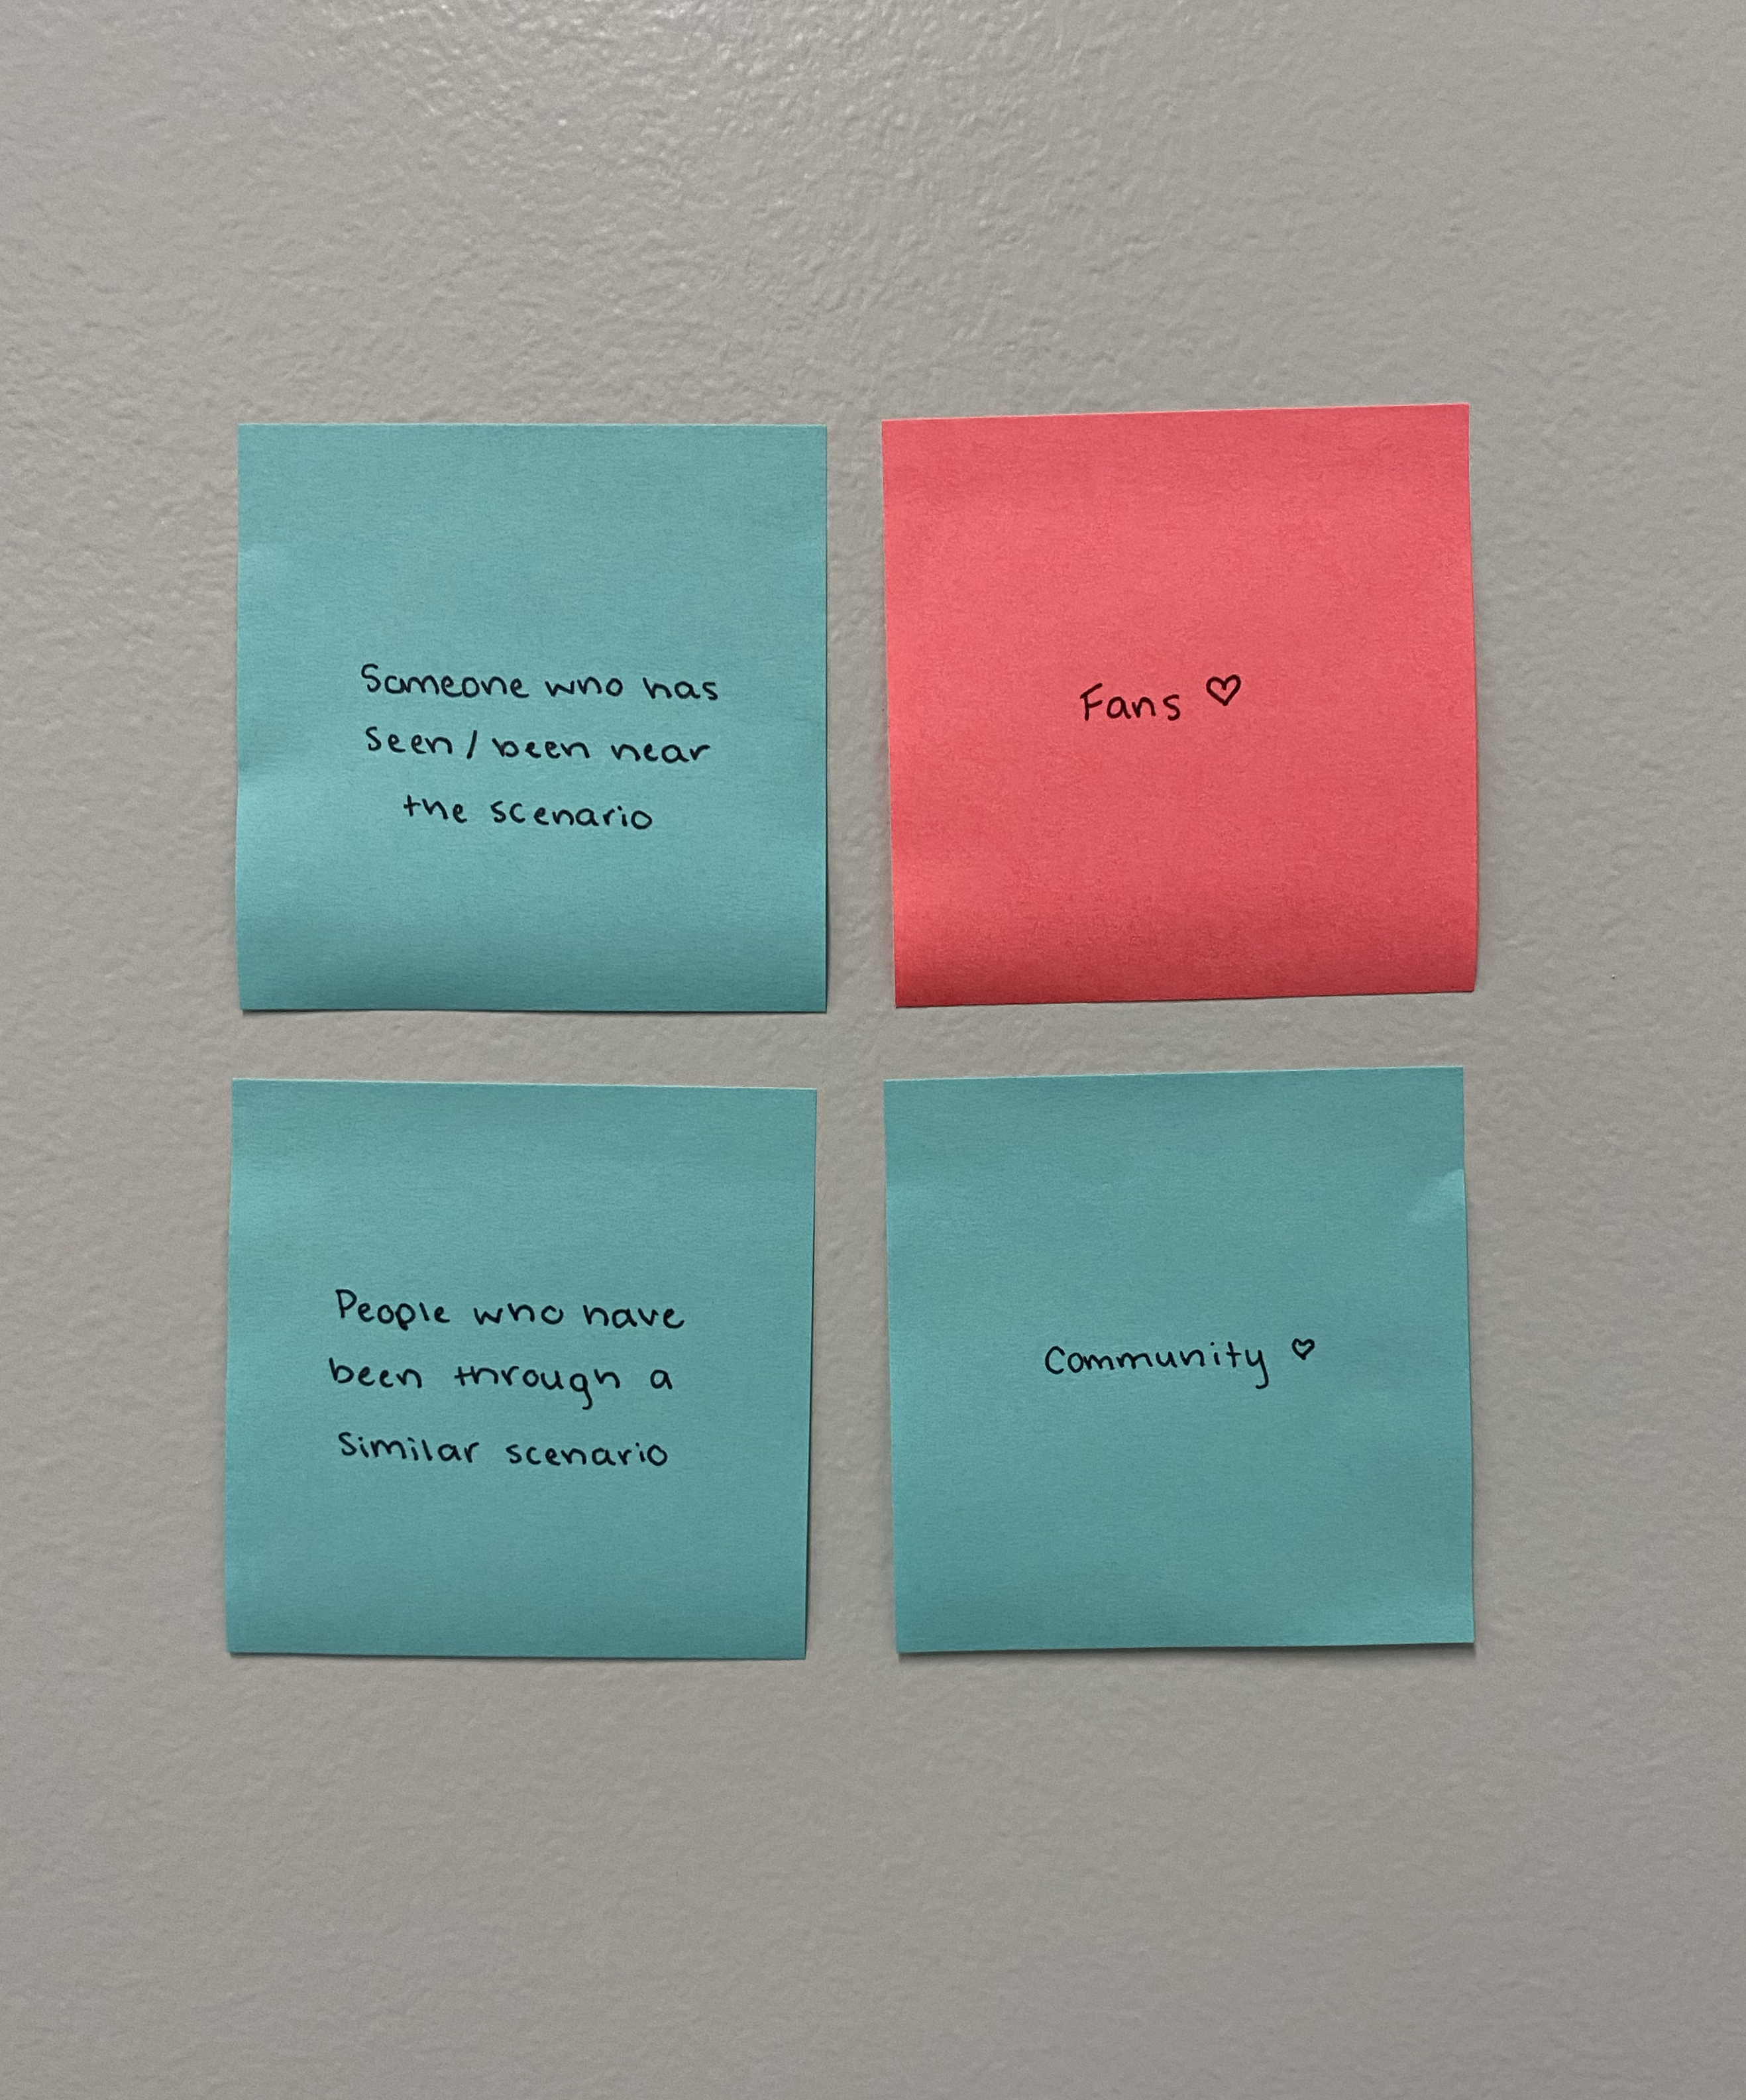 Someone who has
seen / been near
the scenario
Fans ♡
People who have
been through a
similar scenario
Community ♡